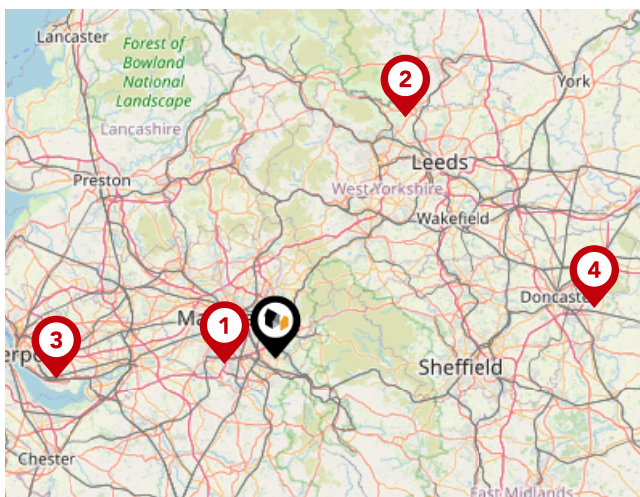 Lancaster
Forest of
Bowland
National
Landscape
2
York
Lancashire
Leeds
Preston
West Yorkshire
Wakefield
4
Doncaste
Ma
1
3
erpo
Sheffield
Chester
East Midlands